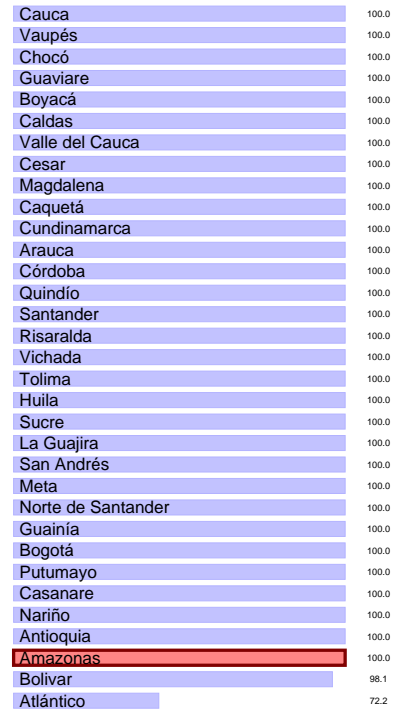 Cauca 100.0
Vaupés 100.0
Chocó 100.0
Guaviare 100.0
Boyacá 100.0
Caldas 100.0
Valle del Cauca 100.0
Cesar 100.0
Magdalena 100.0
Caquetá 100.0
Cundinamarca 100.0
Arauca 100.0
Córdoba 100.0
Quindío 100.0
Santander 100.0
Risaralda 100.0
Vichada 100.0
Tolima 100.0
Huila 100.0
Sucre 100.0
La Guajira 100.0
San Andrés 100.0
Meta 100.0
Norte de Santander 100.0
Guainía 100.0
Bogotá 100.0
Putumayo 100.0
Casanare 100.0
Nariño 100.0
Antioquia 100.0
Amazonas 100.0
Bolivar 98.1
Atlántico 72.2